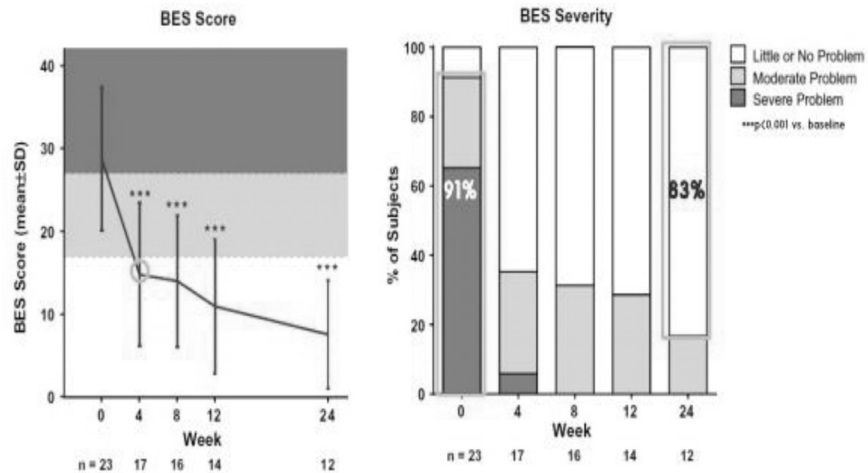 BES Score
BES Score (mean±SD)
40
30
20
10
0
***
***
***
***
0 4 8 12 24
Week
n = 23 17 16 14 12
BES Severity
% of Subjects
100
80
60
40
20
0
91%
83%
0 4 8 12 24
Week
n = 23 17 16 14 12
Little or No Problem
Moderate Problem
Severe Problem
***p<0.001 vs. baseline